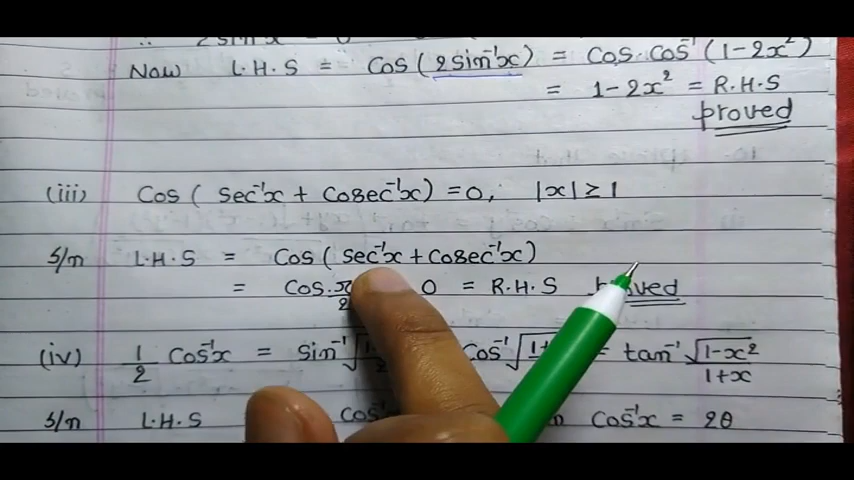 Now L.H.S = Cos(2sin⁻¹x) = Cos.Cos⁻¹(1-2x²)
= 1-2x² = R.H.S
proved
(iii) Cos( Sec⁻¹x + Cosec⁻¹x) = 0, |x| ≥ 1
S/n L.H.S = Cos( Sec⁻¹x + Cosec⁻¹x)
= Cos. 0 = R.H.S
(iv) 1/2 Cos⁻¹x = Sin⁻¹ = tan⁻¹ √1-x²/1+x
S/n L.H.S Cos⁻¹x = 2θ